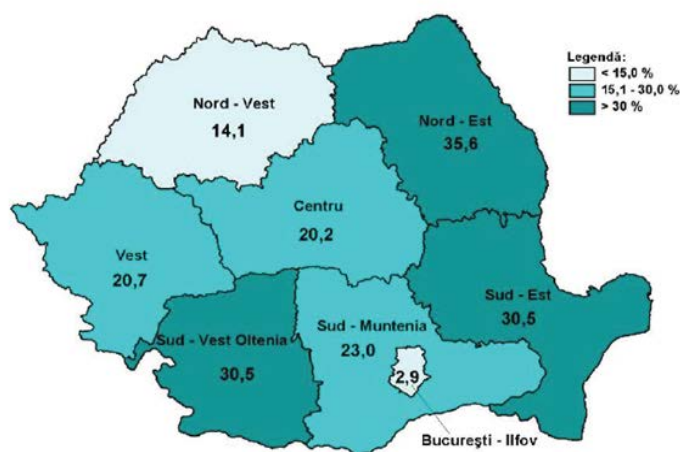 Legendă:
< 15,0 %
15,1 - 30,0 %
> 30 %
Nord - Vest
14,1
Nord - Est
35,6
Centru
20,2
Vest
20,7
Sud - Est
30,5
Sud - Vest Oltenia
30,5
Sud - Muntenia
23,0
2,9
Bucureşti - Ilfov